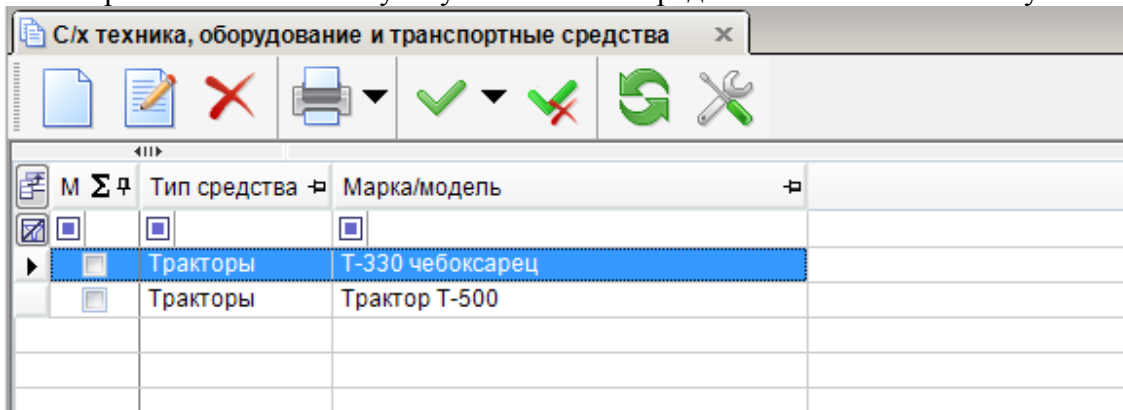 С/х техника, оборудование и транспортные средства
М Σ Тип средства Марка/модель
Тракторы Т-330 чебоксарец
Тракторы Трактор Т-500